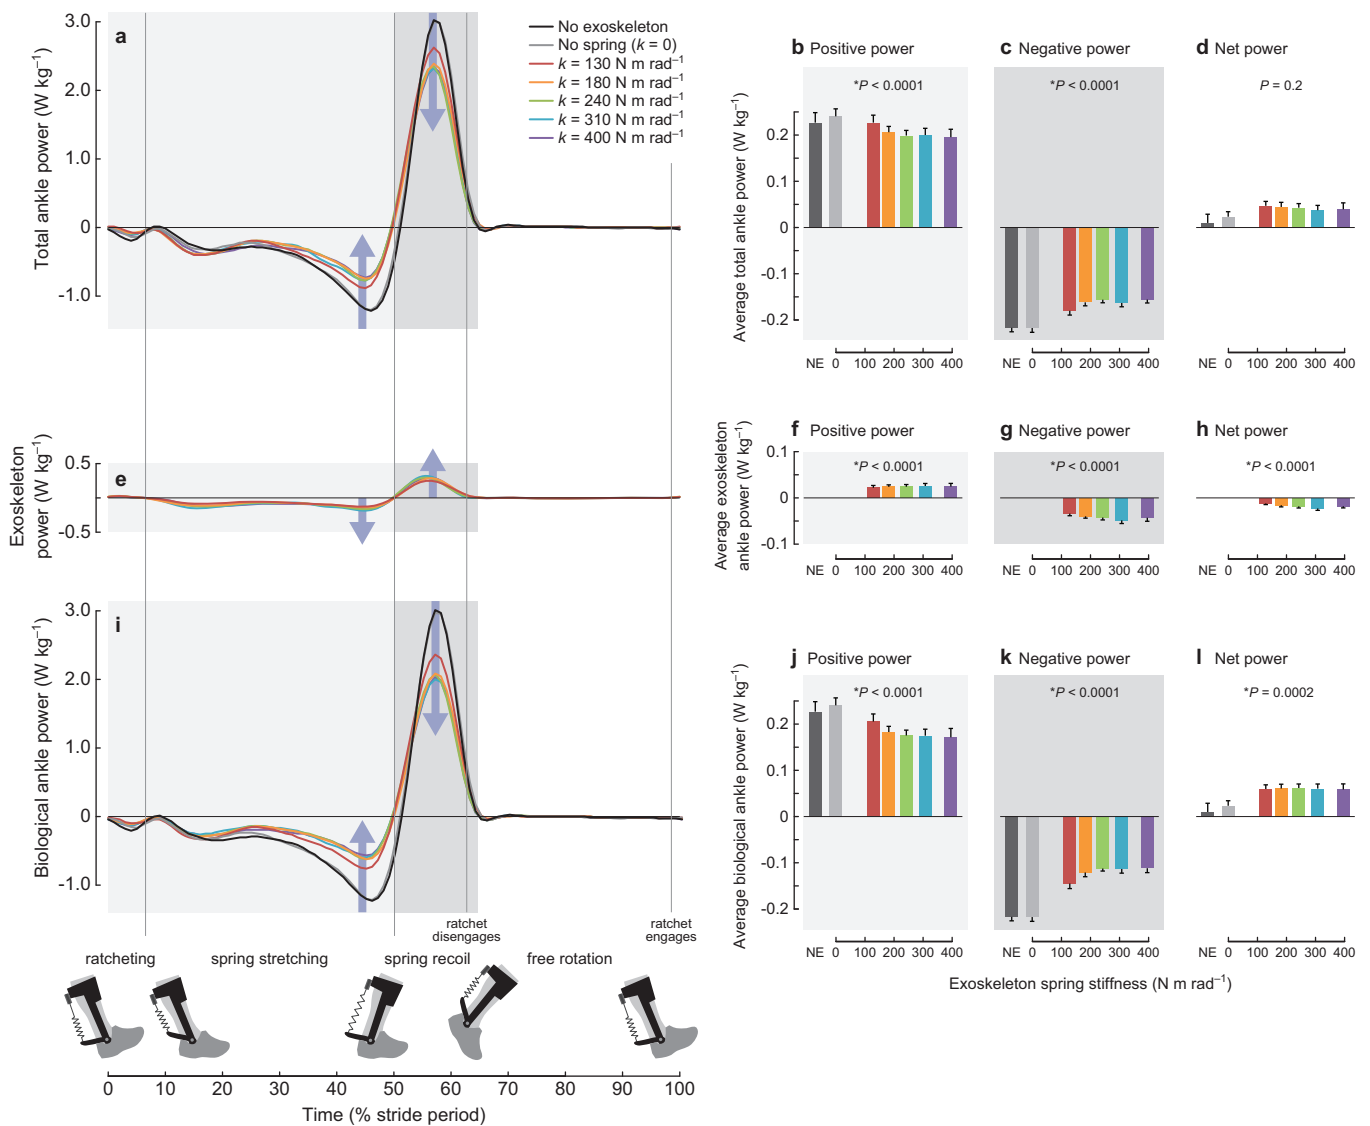 a
3.0
2.0
1.0
0
-1.0
Total ankle power (W kg⁻¹)
No exoskeleton
No spring (k = 0)
k = 130 N m rad⁻¹
k = 180 N m rad⁻¹
k = 240 N m rad⁻¹
k = 310 N m rad⁻¹
k = 400 N m rad⁻¹
b Positive power
c Negative power
d Net power
*P < 0.0001
*P < 0.0001
P = 0.2
0.2
0.1
0
-0.1
-0.2
Average total ankle power (W kg⁻¹)
NE 0 100 200 300 400
NE 0 100 200 300 400
NE 0 100 200 300 400
e
0.5
0
-0.5
Exoskeleton
power (W kg⁻¹)
f Positive power
g Negative power
h Net power
*P < 0.0001
*P < 0.0001
*P < 0.0001
0.1
0
-0.1
Average exoskeleton
ankle power (W kg⁻¹)
NE 0 100 200 300 400
NE 0 100 200 300 400
NE 0 100 200 300 400
i
3.0
2.0
1.0
0
-1.0
Biological ankle power (W kg⁻¹)
j Positive power
k Negative power
l Net power
*P < 0.0001
*P < 0.0001
*P = 0.0002
0.2
0.1
0
-0.1
-0.2
Average biological ankle power (W kg⁻¹)
NE 0 100 200 300 400
NE 0 100 200 300 400
NE 0 100 200 300 400
Exoskeleton spring stiffness (N m rad⁻¹)
ratchet
disengages
ratchet
engages
ratcheting
spring stretching
spring recoil
free rotation
0 10 20 30 40 50 60 70 80 90 100
Time (% stride period)